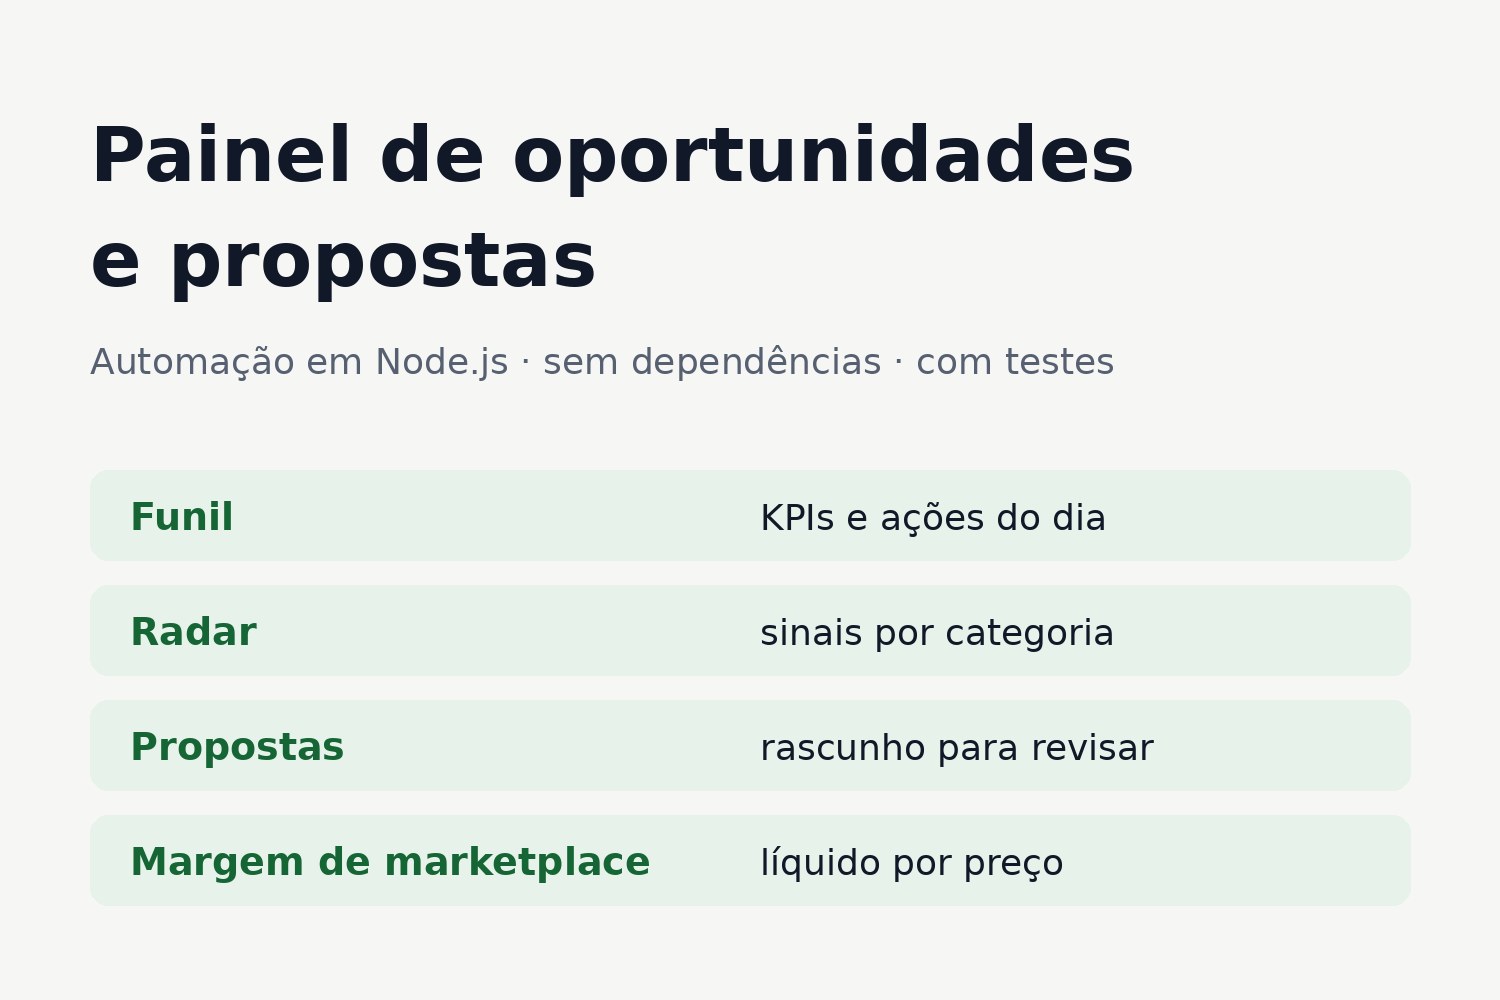 Painel de oportunidades
e propostas
Automação em Node.js · sem dependências · com testes
Funil KPIs e ações do dia
Radar sinais por categoria
Propostas rascunho para revisar
Margem de marketplace líquido por preço